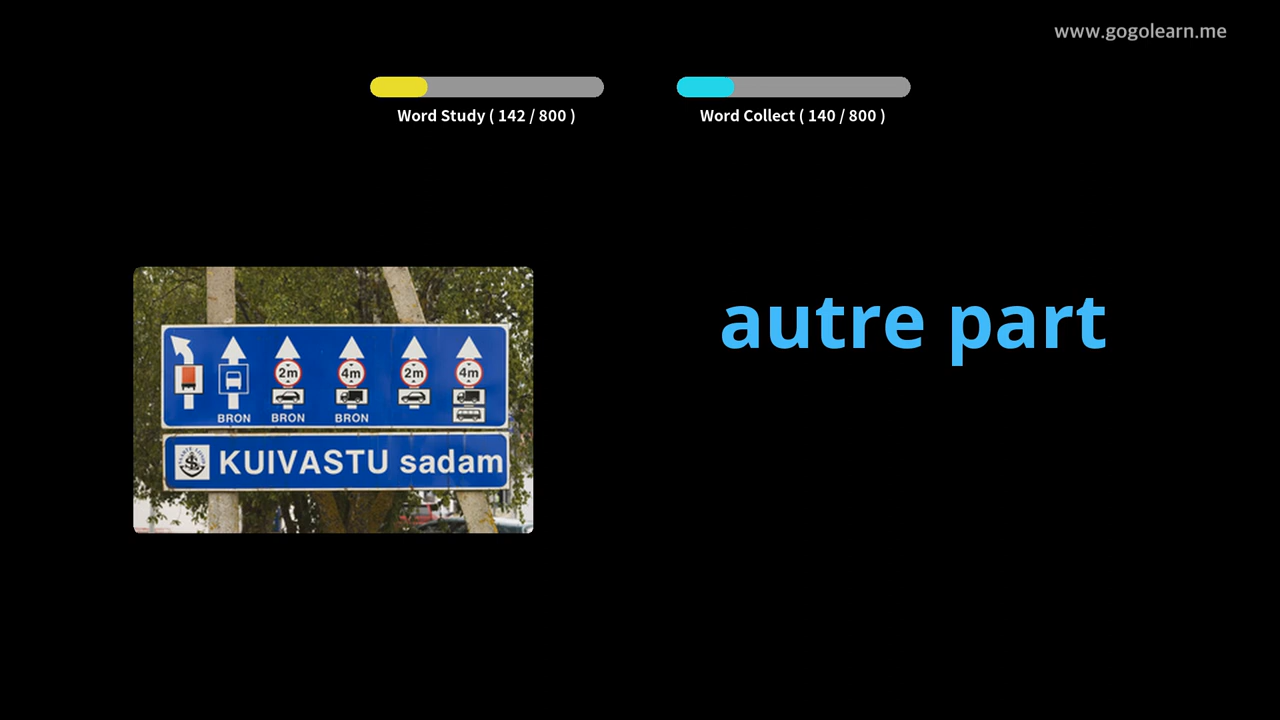 www.gogolearn.me
Word Study ( 142 / 800 )
Word Collect ( 140 / 800 )
autre part
2m 4m 2m 4m
BRON BRON BRON
KUIVASTU sadam